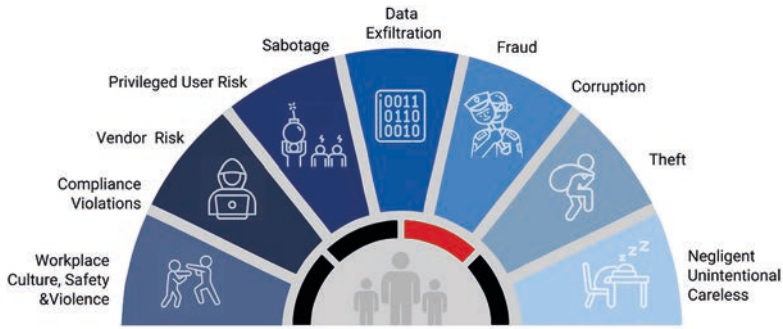 Data
Exfiltration
Sabotage
Fraud
Privileged User Risk
Corruption
Vendor Risk
Theft
Compliance
Violations
Workplace
Culture, Safety
&Violence
Negligent
Unintentional
Careless
0011
0110
0010
z z z